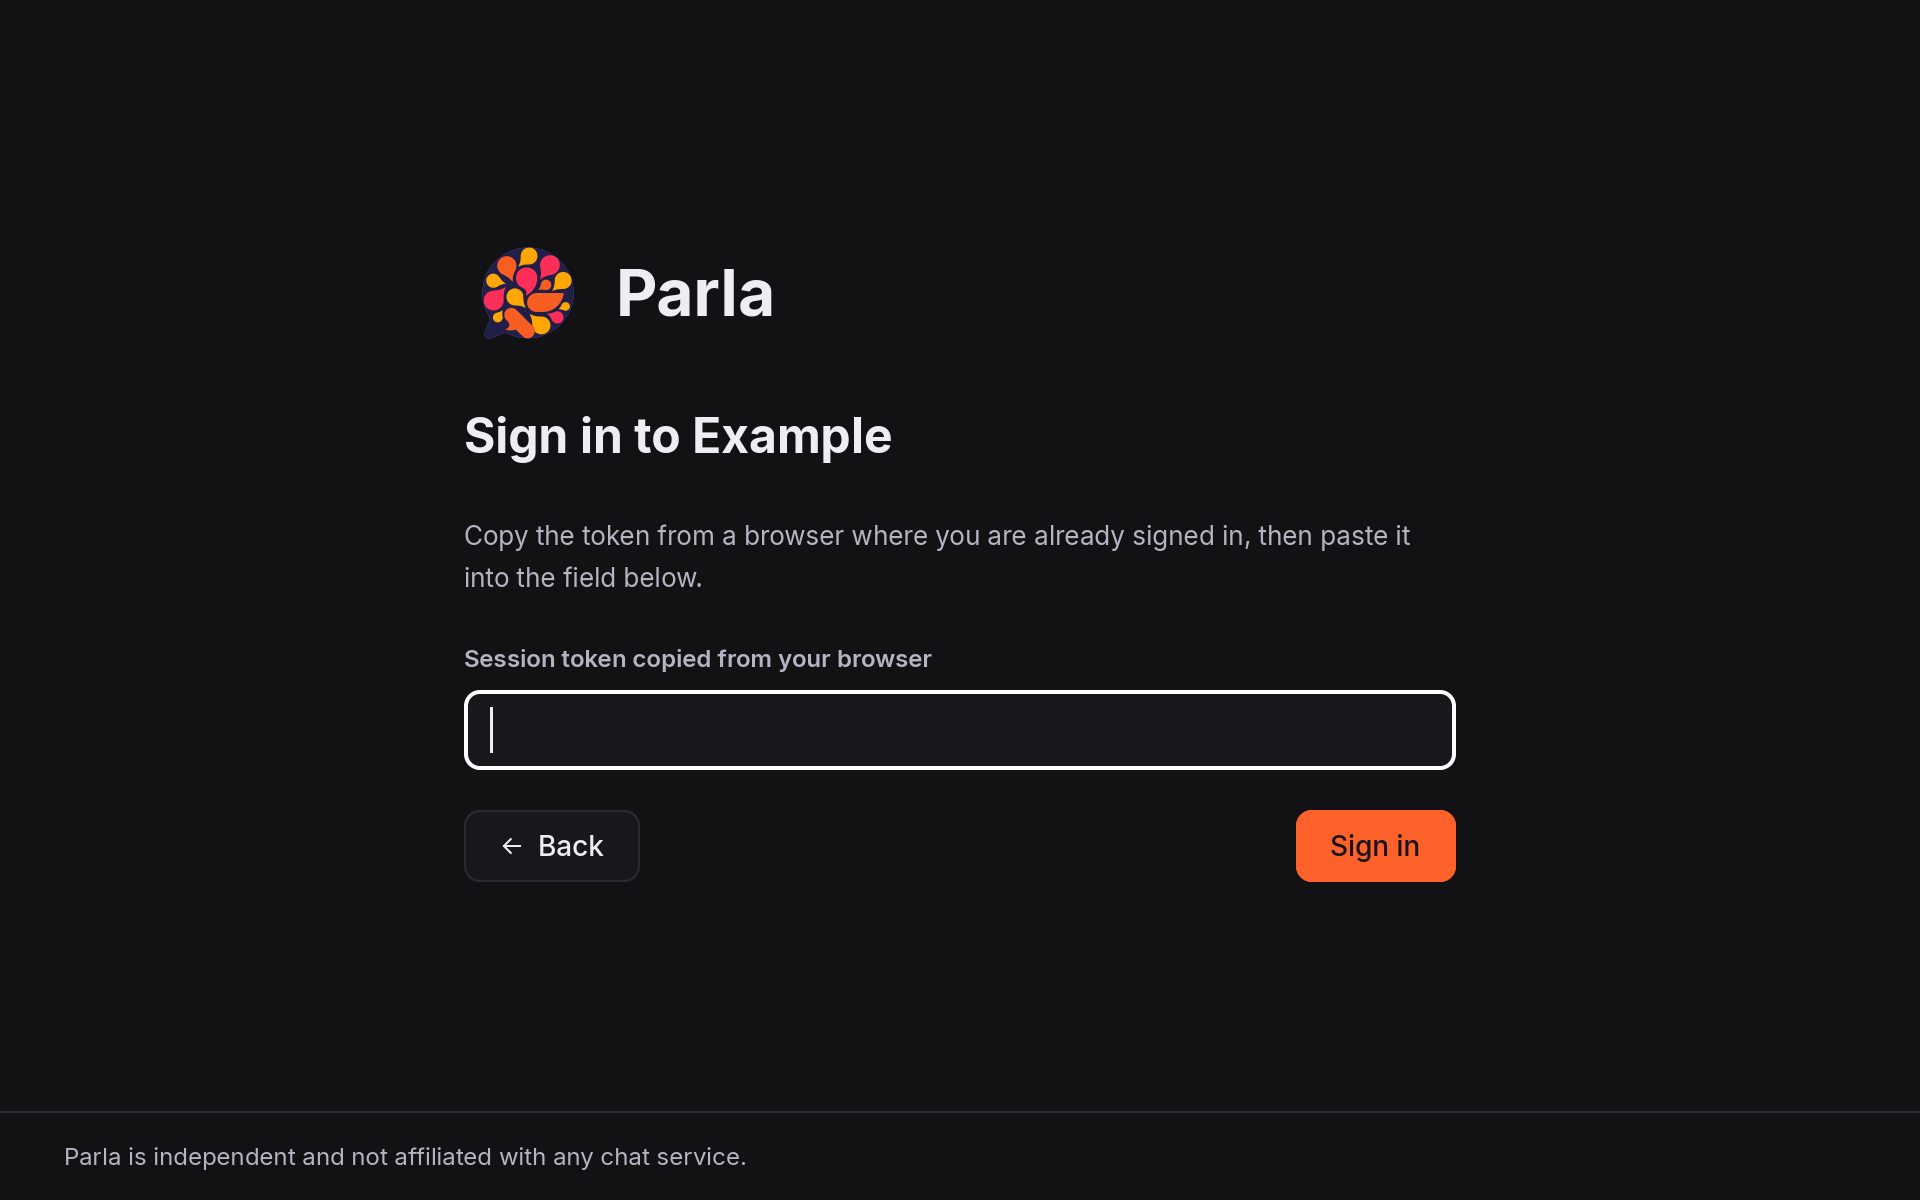 Parla
Sign in to Example
Copy the token from a browser where you are already signed in, then paste it
into the field below.
Session token copied from your browser
← Back
Sign in
Parla is independent and not affiliated with any chat service.